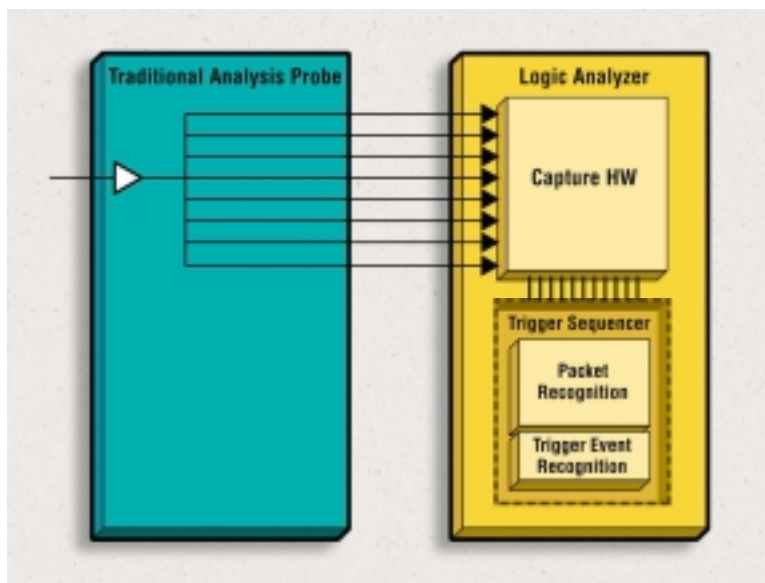 Traditional Analysis Probe
Logic Analyzer
Capture HW
Trigger Sequencer
Packet
Recognition
Trigger Event
Recognition